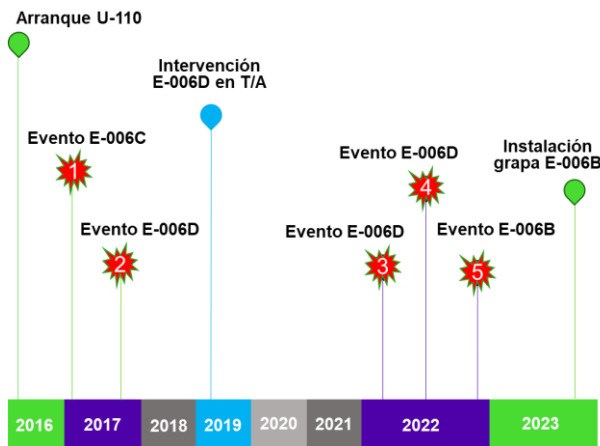 Arranque U-110
Intervención
E-006D en T/A
Evento E-006C
1
Evento E-006D
2
Evento E-006D
3
Evento E-006D
4
Evento E-006B
5
Instalación
grapa E-006B
2016
2017
2018
2019
2020
2021
2022
2023